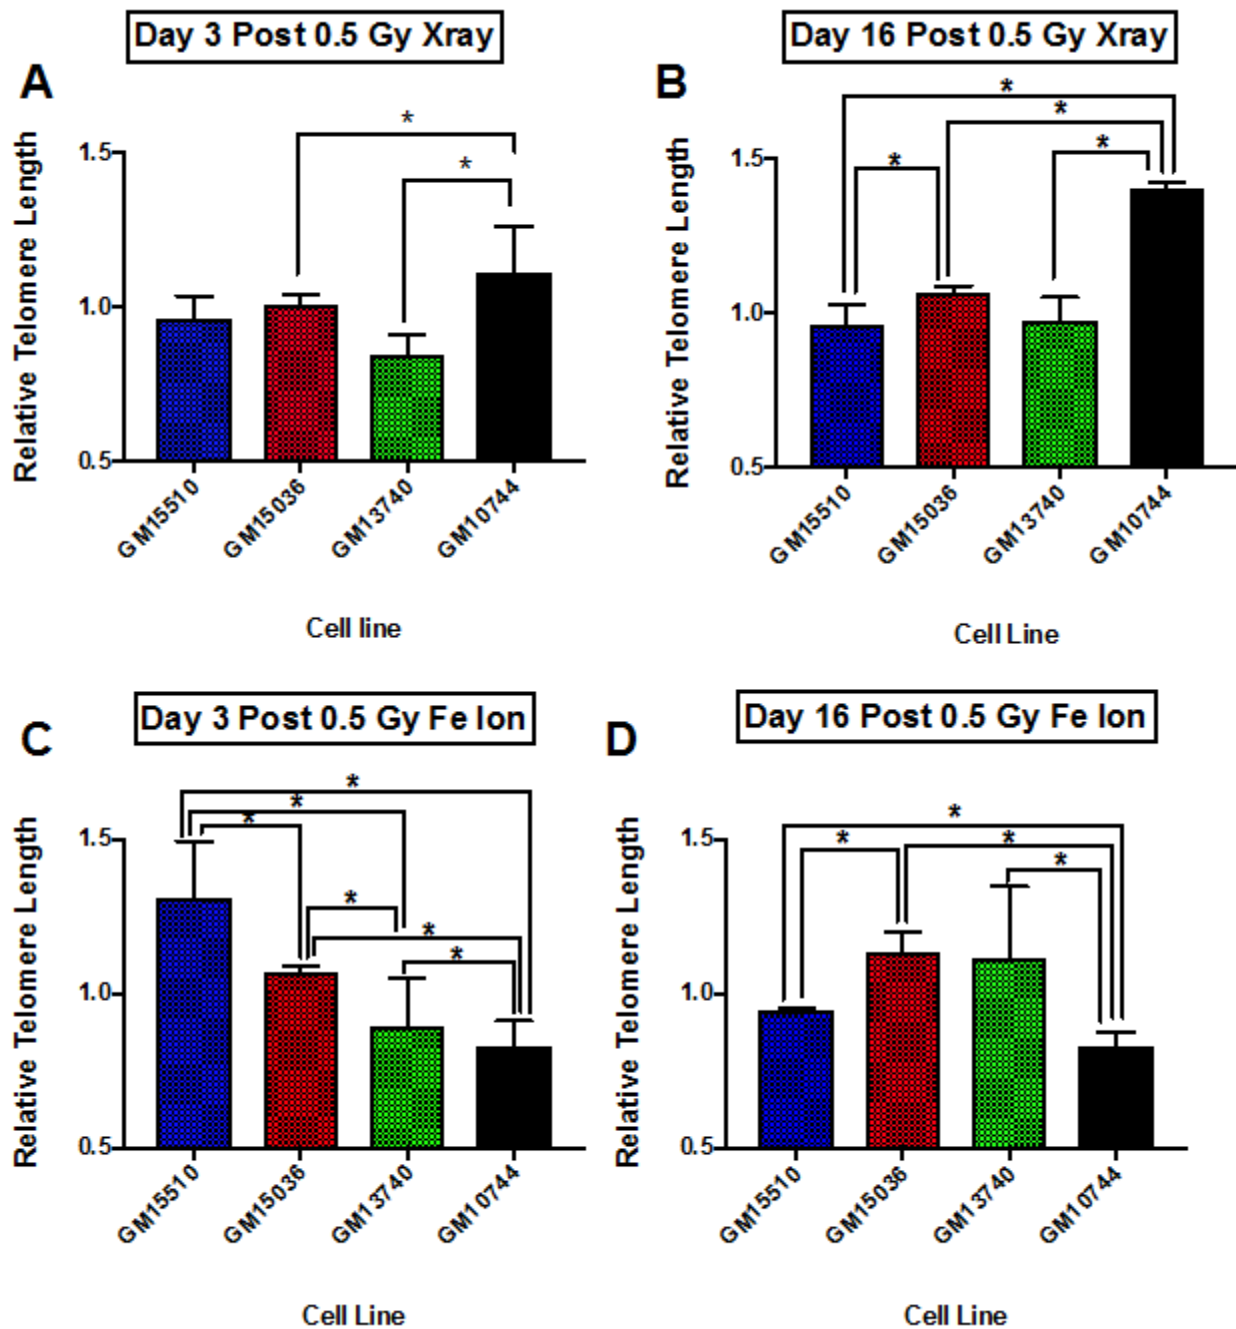 Day 3 Post 0.5 Gy Xray
A
*
*
Relative Telomere Length
1.5
1.0
0.5
GM15510
GM15036
GM13740
GM10744
Cell line
Day 16 Post 0.5 Gy Xray
B
*
*
*
*
Relative Telomere Length
1.5
1.0
0.5
GM15510
GM15036
GM13740
GM10744
Cell Line
Day 3 Post 0.5 Gy Fe Ion
C
*
*
*
*
*
*
Relative Telomere Length
1.5
1.0
0.5
GM15510
GM15036
GM13740
GM10744
Cell Line
Day 16 Post 0.5 Gy Fe Ion
D
*
*
*
*
Relative Telomere Length
1.5
1.0
0.5
GM15510
GM15036
GM13740
GM10744
Cell Line